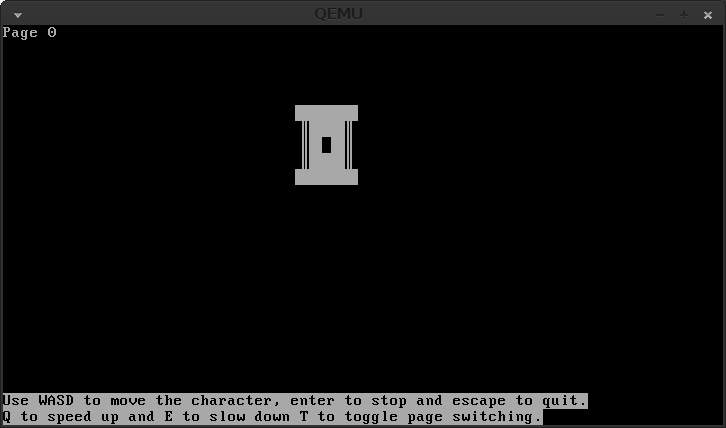 QEMU
Page 0
Use WASD to move the character, enter to stop and escape to quit.
Q to speed up and E to slow down T to toggle page switching.